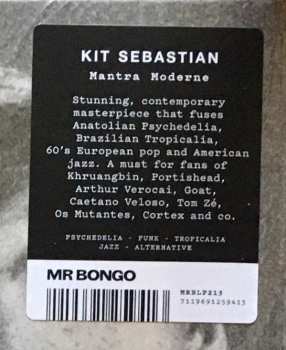 KIT SEBASTIAN
Mantra Moderne
Stunning, contemporary
masterpiece that fuses
Anatolian Psychedelia,
Brazilian Tropicalia,
60's European pop and American
jazz. A must for fans of
Khruangbin, Portishead,
Arthur Verocai, Goat,
Caetano Veloso, Tom Zé,
Os Mutantes, Cortex and co.
PSYCHEDELIA - FUNK - TROPICALIA
JAZZ - ALTERNATIVE
MR BONGO
MRBLP213
7119691259413